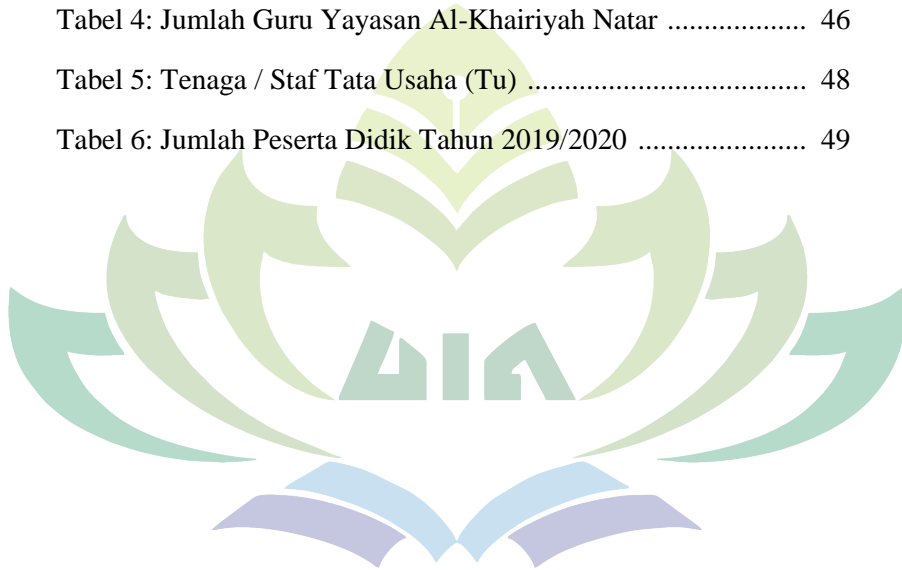 Tabel 4: Jumlah Guru Yayasan Al-Khairiyah Natar ................... 46
Tabel 5: Tenaga / Staf Tata Usaha (Tu) ..................................... 48
Tabel 6: Jumlah Peserta Didik Tahun 2019/2020 ...................... 49
UIN